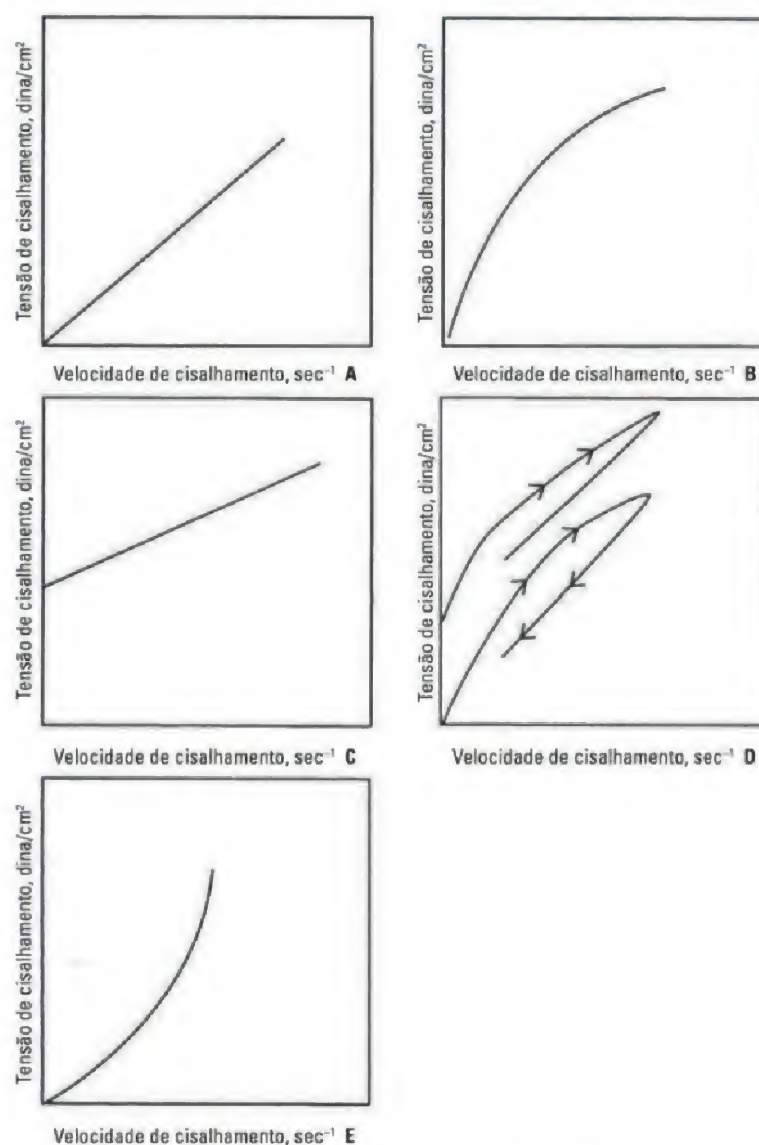 Tensão de cisalhamento, dina/cm²
Velocidade de cisalhamento, sec⁻¹ A
Tensão de cisalhamento, dina/cm²
Velocidade de cisalhamento, sec⁻¹ B
Tensão de cisalhamento, dina/cm²
Velocidade de cisalhamento, sec⁻¹ C
Tensão de cisalhamento, dina/cm²
Velocidade de cisalhamento, sec⁻¹ D
Tensão de cisalhamento, dina/cm²
Velocidade de cisalhamento, sec⁻¹ E